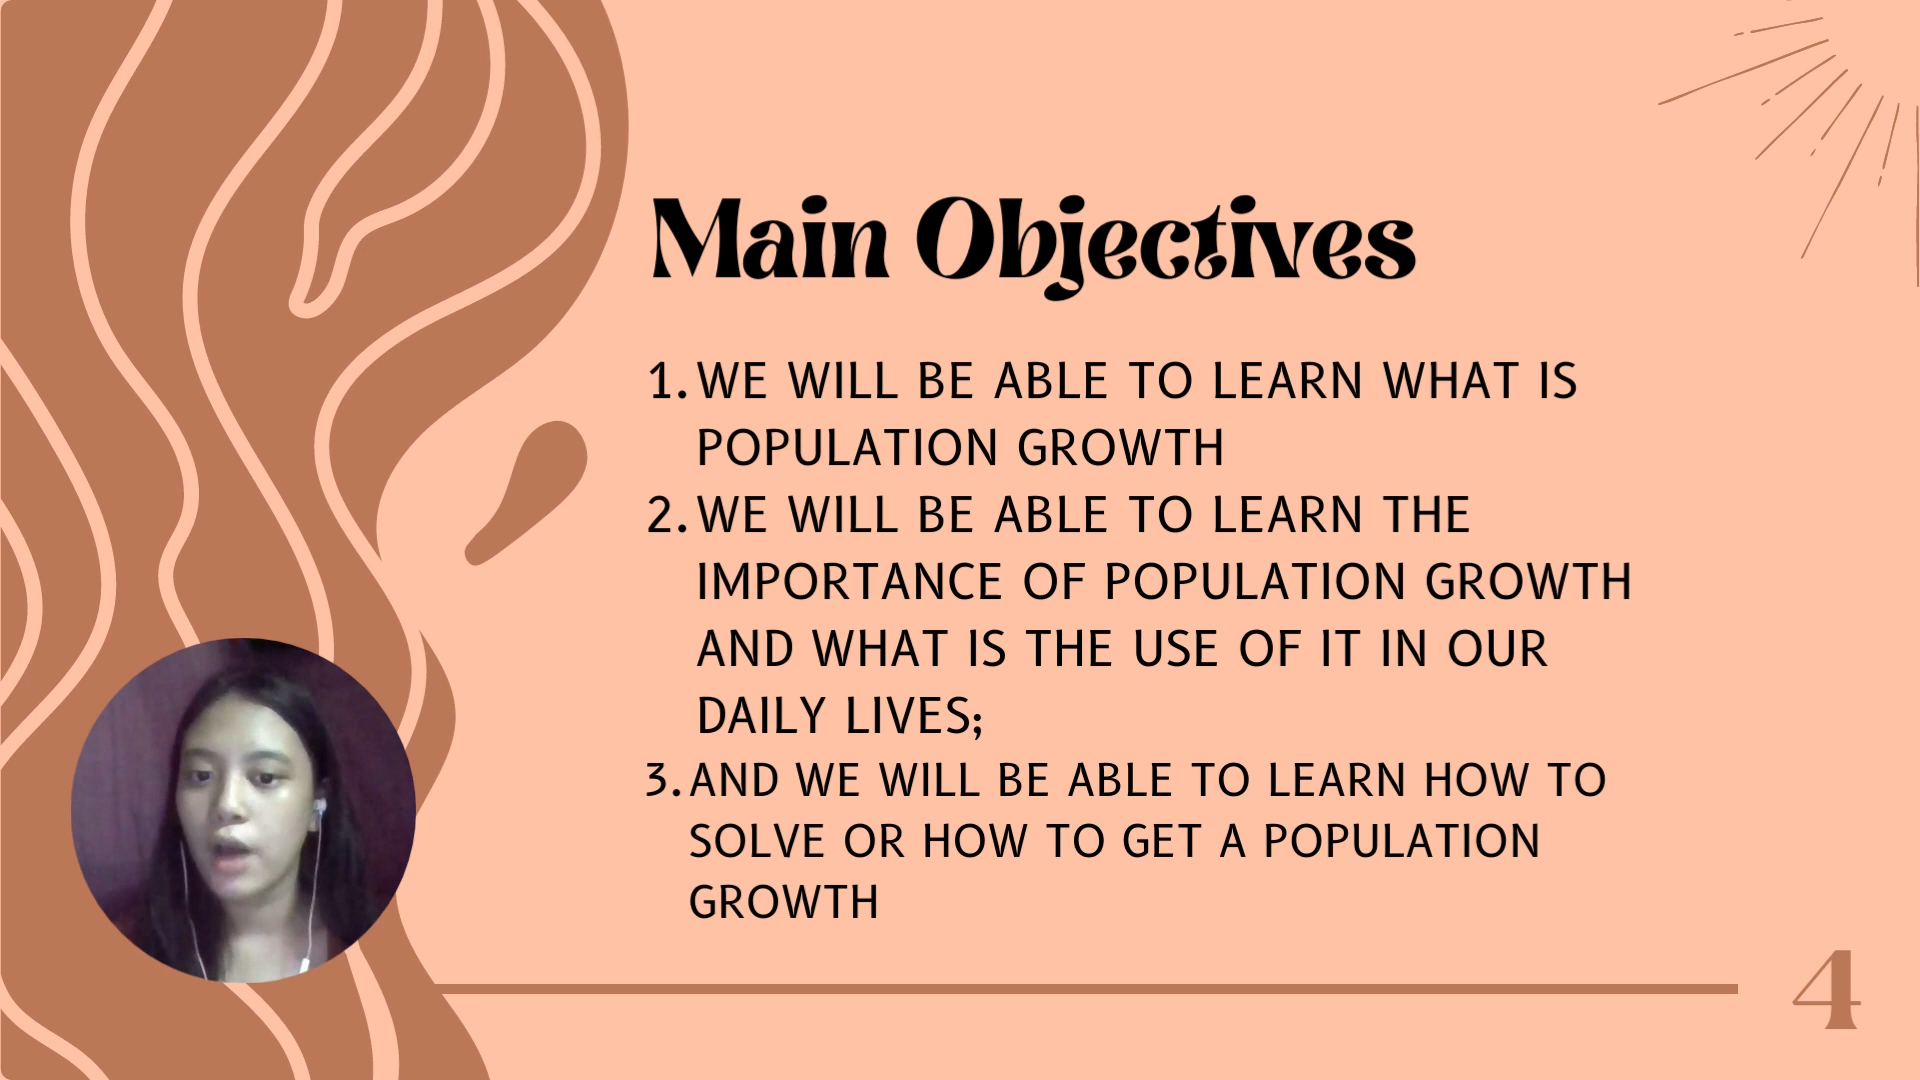 Main Objectives
1. WE WILL BE ABLE TO LEARN WHAT IS
POPULATION GROWTH
2. WE WILL BE ABLE TO LEARN THE
IMPORTANCE OF POPULATION GROWTH
AND WHAT IS THE USE OF IT IN OUR
DAILY LIVES;
3. AND WE WILL BE ABLE TO LEARN HOW TO
SOLVE OR HOW TO GET A POPULATION
GROWTH
4